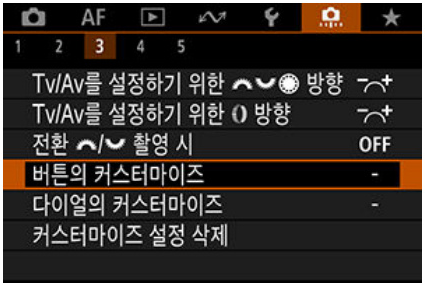 AF
1 2 3 4 5
Tv/Av를 설정하기 위한 방향
Tv/Av를 설정하기 위한 방향
전환 / 촬영 시 OFF
버튼의 커스터마이즈 -
다이얼의 커스터마이즈 -
커스터마이즈 설정 삭제